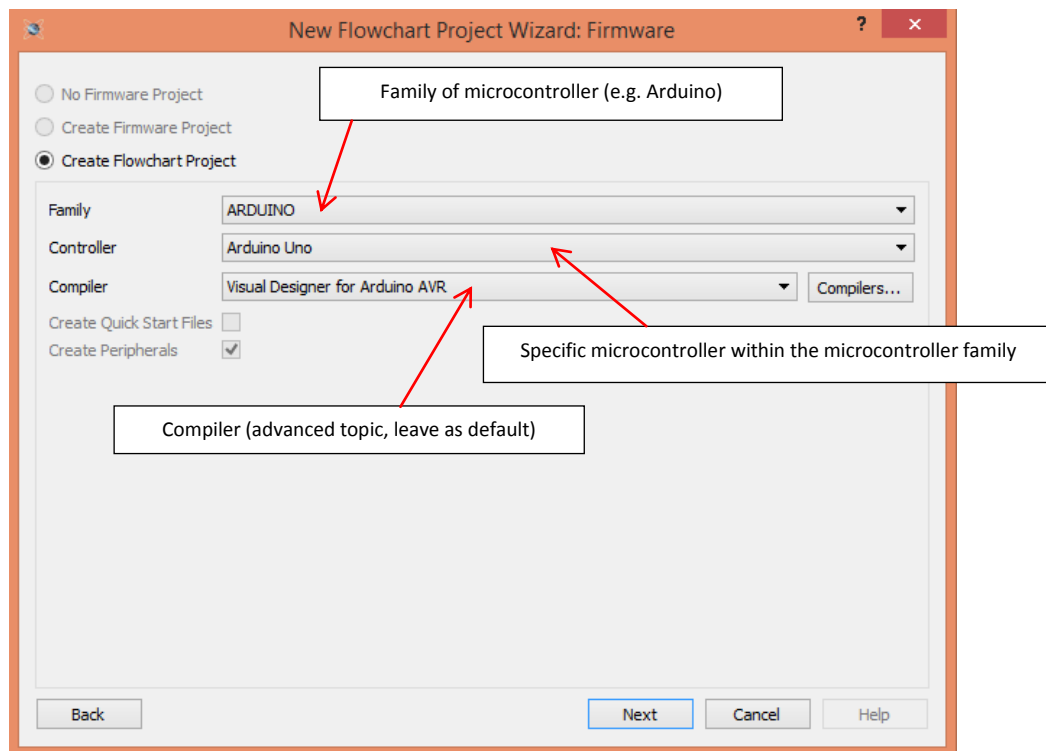 New Flowchart Project Wizard: Firmware
?
×
No Firmware Project
Family of microcontroller (e.g. Arduino)
Create Firmware Project
Create Flowchart Project
Family
ARDUINO
Controller
Arduino Uno
Compiler
Visual Designer for Arduino AVR
Compilers...
Create Quick Start Files
Create Peripherals
Specific microcontroller within the microcontroller family
Compiler (advanced topic, leave as default)
Back
Next
Cancel
Help